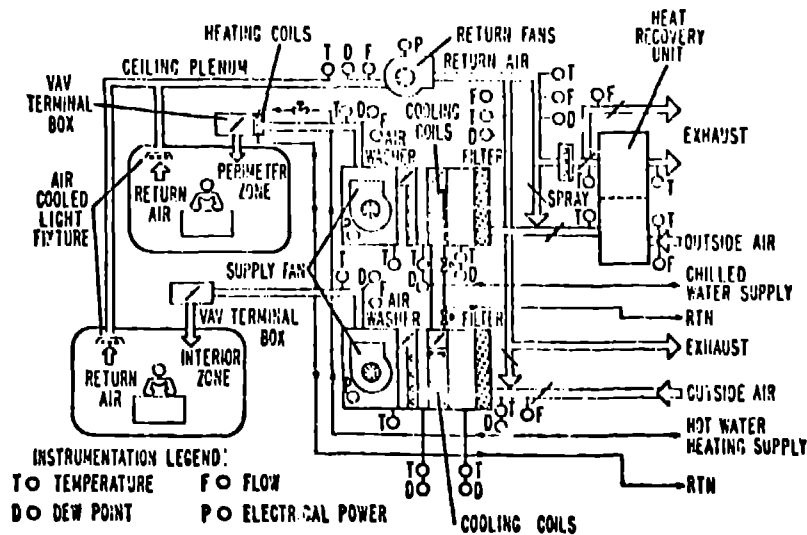 HEAT
RECOVERY
UNIT
HEATING COILS
P
RETURN FANS
T D F
RETURN AIR
CEILING PLENUM
VAV
TERMINAL
BOX
T
F
D
F
EXHAUST
F
T
D
COOLING
COILS
T
D
F
AIR
WASHER
FILTER
PERIMETER
ZONE
RETURN
AIR
AIR
COOLED
LIGHT
FIXTURE
SPRAY
T
T
T
OUTSIDE AIR
F
SUPPLY FAN
T
D
T
D
CHILLED
WATER SUPPLY
VAV TERMINAL
BOX
D
F
AIR
WASHER
FILTER
RTN
EXHAUST
INTERIOR
ZONE
RETURN
AIR
OUTSIDE AIR
P
T
D
T
F
HOT WATER
HEATING SUPPLY
RTN
INSTRUMENTATION LEGEND:
T TEMPERATURE F FLOW
D DEW POINT P ELECTRICAL POWER
T T
D D
COOLING COILS